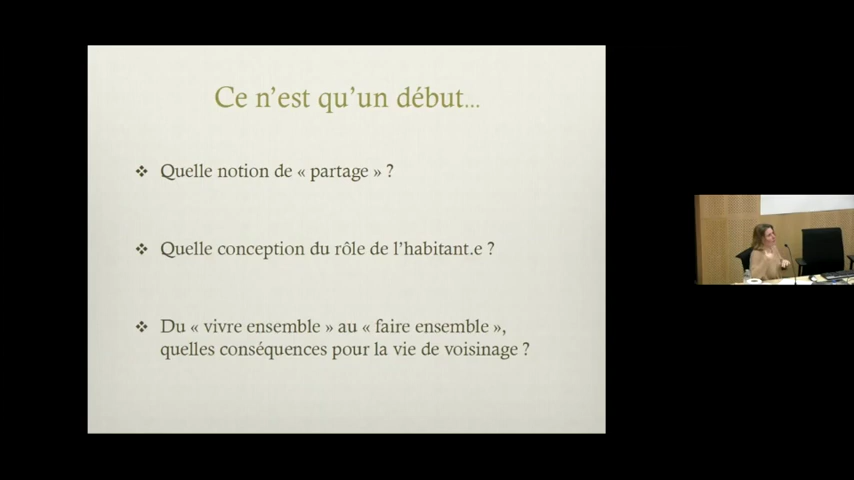 Ce n'est qu'un début...
❖ Quelle notion de « partage » ?
❖ Quelle conception du rôle de l'habitant.e ?
❖ Du « vivre ensemble » au « faire ensemble »,
quelles conséquences pour la vie de voisinage ?